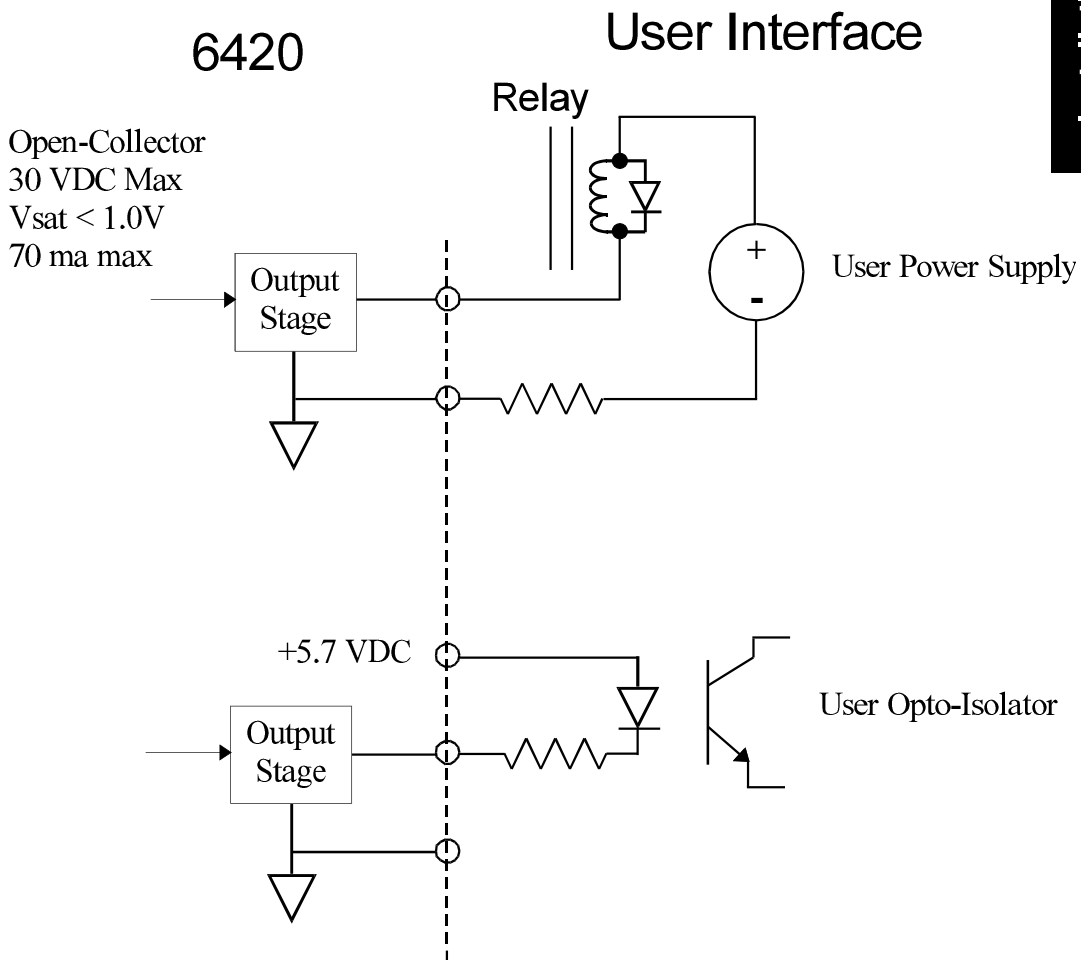 6420
User Interface
Relay
Open-Collector
30 VDC Max
Vsat < 1.0V
70 ma max
Output
Stage
+
-
User Power Supply
+5.7 VDC
Output
Stage
User Opto-Isolator